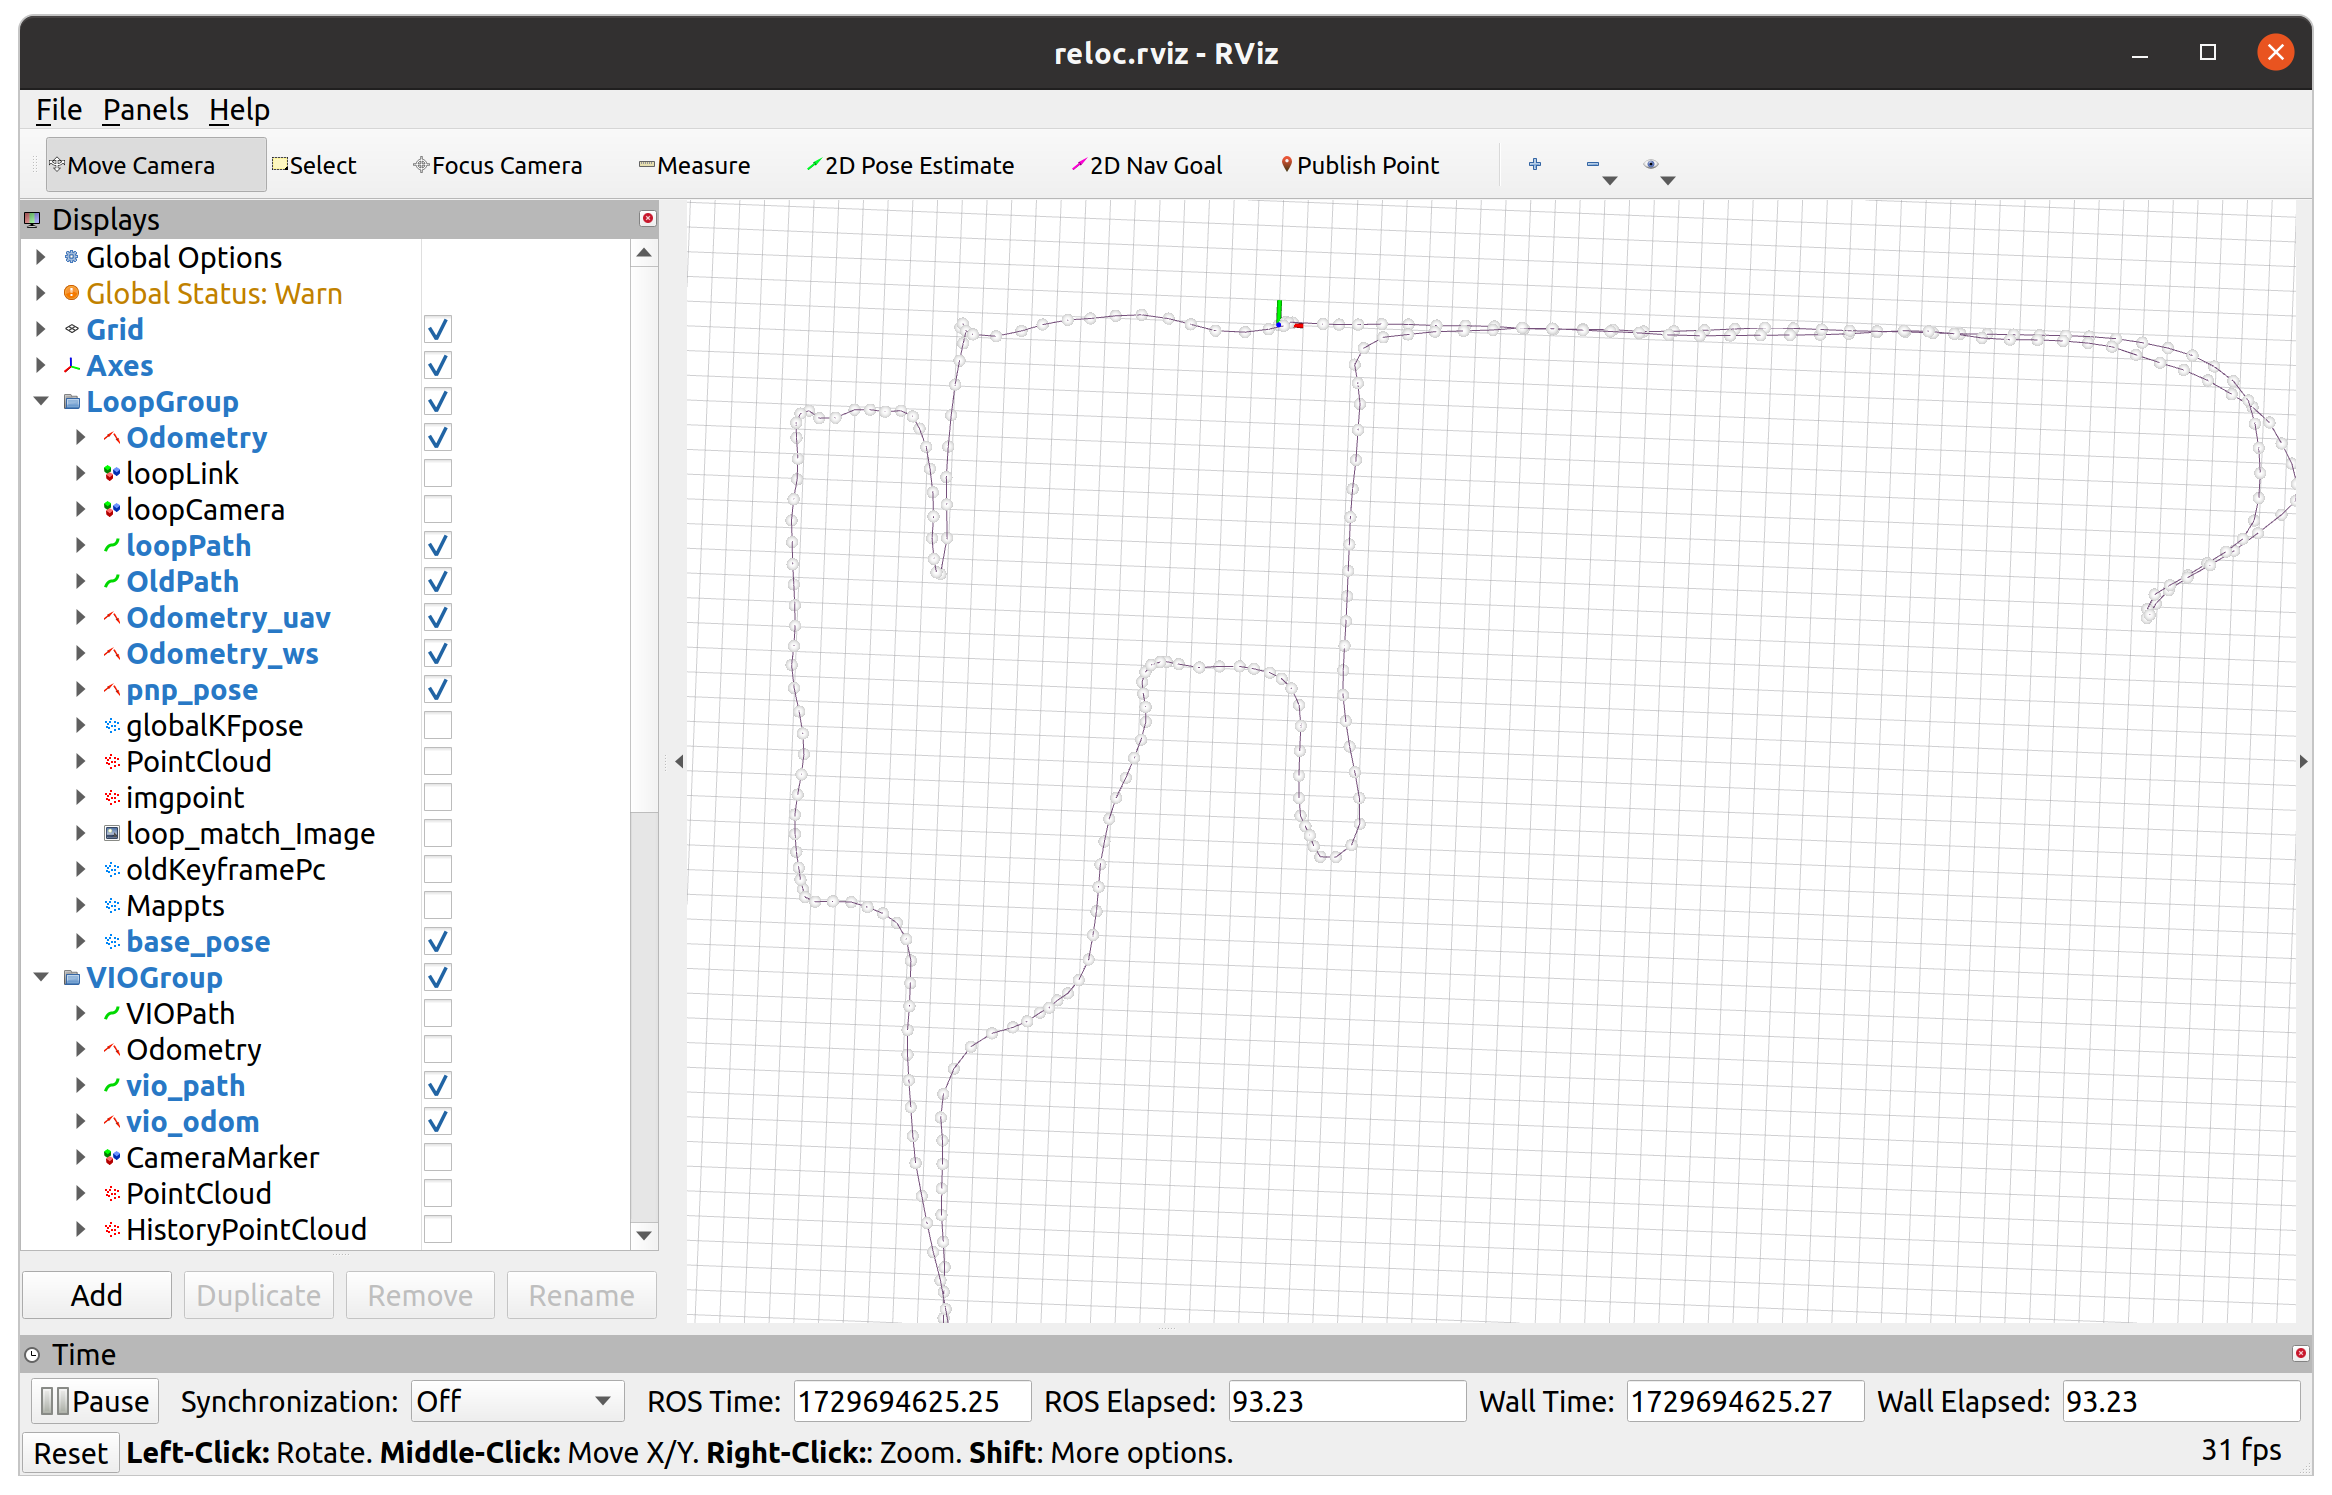 reloc.rviz - RViz
File Panels Help
Move Camera Select Focus Camera Measure 2D Pose Estimate 2D Nav Goal Publish Point
Displays
Global Options
Global Status: Warn
Grid
Axes
LoopGroup
Odometry
loopLink
loopCamera
loopPath
OldPath
Odometry_uav
Odometry_ws
pnp_pose
globalKFpose
PointCloud
imgpoint
loop_match_Image
oldKeyframePc
Mappts
base_pose
VIOGroup
VIOPath
Odometry
vio_path
vio_odom
CameraMarker
PointCloud
HistoryPointCloud
Add Duplicate Remove Rename
Time
Pause Synchronization: Off ROS Time: 1729694625.25 ROS Elapsed: 93.23 Wall Time: 1729694625.27 Wall Elapsed: 93.23
Reset Left-Click: Rotate. Middle-Click: Move X/Y. Right-Click:: Zoom. Shift: More options. 31 fps